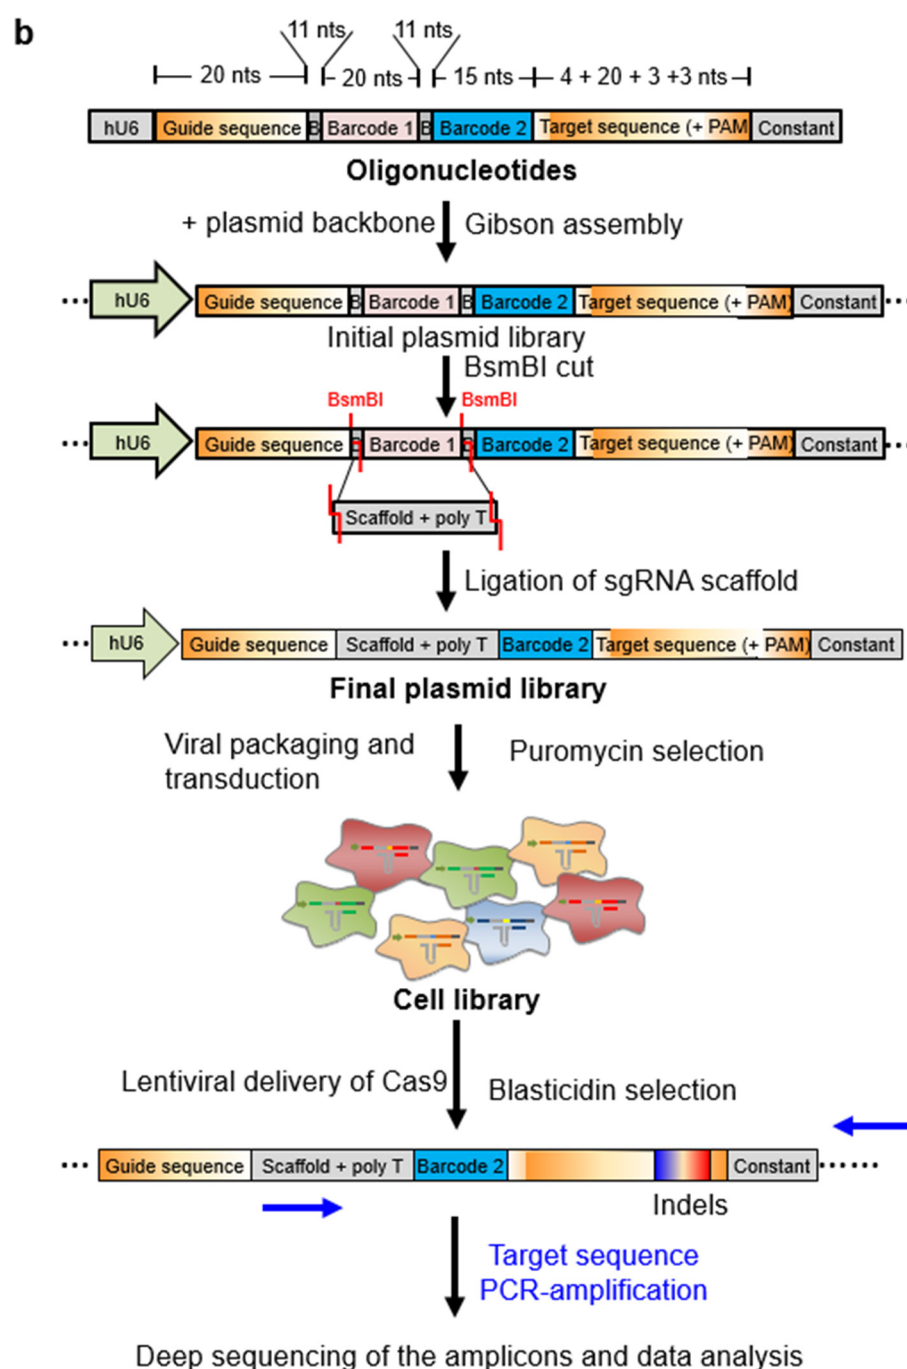 b
11 nts 11 nts
20 nts 20 nts 15 nts 4 + 20 + 3 +3 nts
hU6 Guide sequence B Barcode 1 B Barcode 2 Target sequence (+ PAM Constant
Oligonucleotides
+ plasmid backbone Gibson assembly
... hU6 Guide sequence B Barcode 1 B Barcode 2 Target sequence (+ PAM) Constant ...
Initial plasmid library
BsmBI cut
BsmBI BsmBI
... hU6 Guide sequence B Barcode 1 B Barcode 2 Target sequence (+ PAM) Constant ...
Scaffold + poly T
Ligation of sgRNA scaffold
... hU6 Guide sequence Scaffold + poly T Barcode 2 Target sequence (+ PAM) Constant
Final plasmid library
Viral packaging and
transduction
Puromycin selection
Cell library
Lentiviral delivery of Cas9 Blasticidin selection
... Guide sequence Scaffold + poly T Barcode 2 Constant ......
Indels
Target sequence
PCR-amplification
Deep sequencing of the amplicons and data analysis